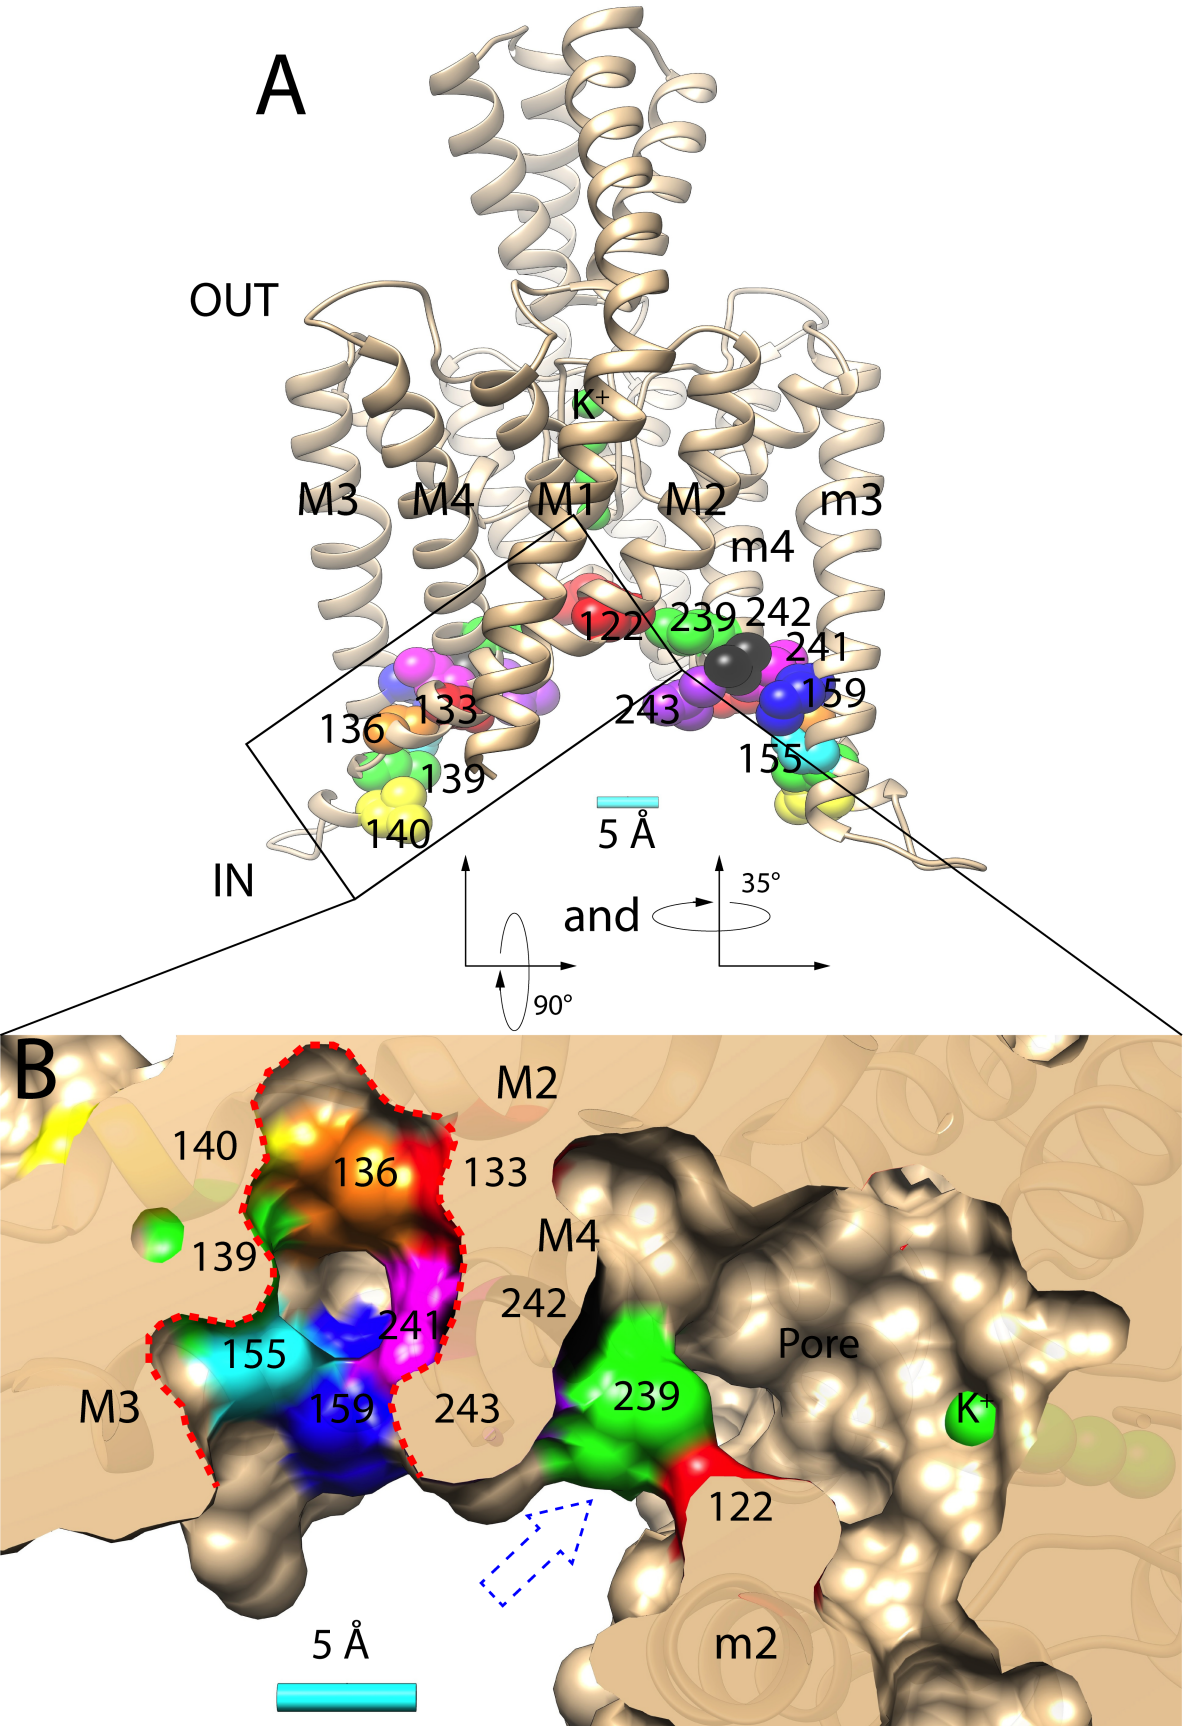 A
OUT
K+
M3 M4 M1 M2 m3
m4
122 239 242
241
243 159
136 133
155
139
140
5 Å
IN
and
35°
90°
B
M2
140
136 133
139
M4
242
241
155
Pore
M3
159 243
239
K+
122
5 Å
m2